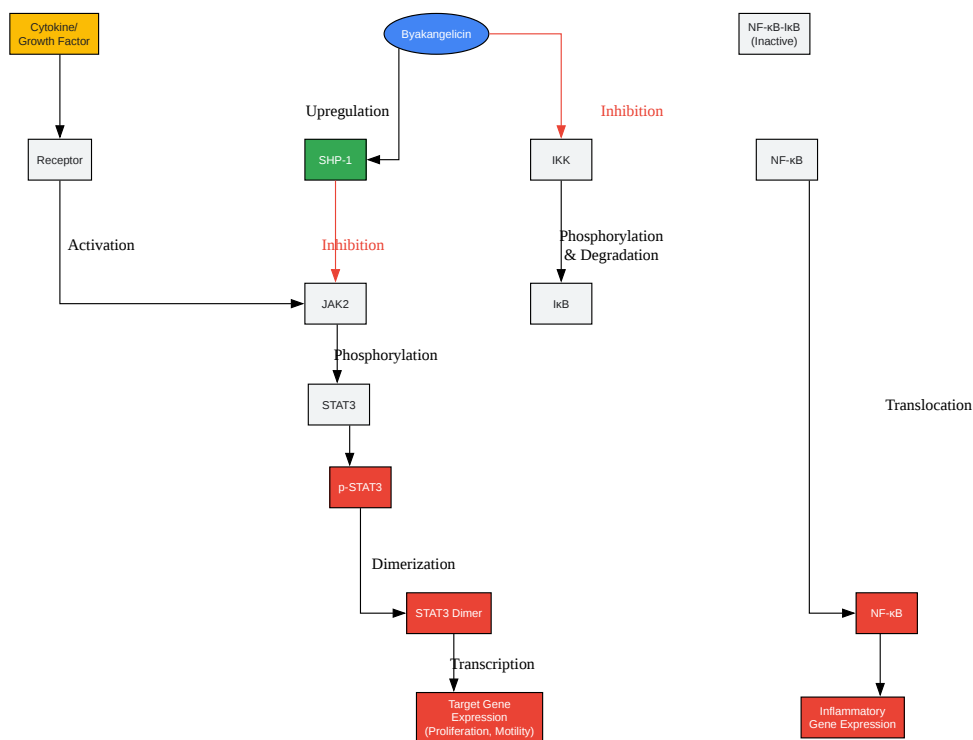 Cytokine/
Growth Factor
Byakangelicin
NF-κB-IκB
(Inactive)
Upregulation
Inhibition
Receptor
SHP-1
IKK
NF-κB
Activation
Inhibition
Phosphorylation
& Degradation
JAK2
IκB
Phosphorylation
STAT3
Translocation
p-STAT3
Dimerization
STAT3 Dimer
NF-κB
Transcription
Target Gene
Expression
(Proliferation, Motility)
Inflammatory
Gene Expression